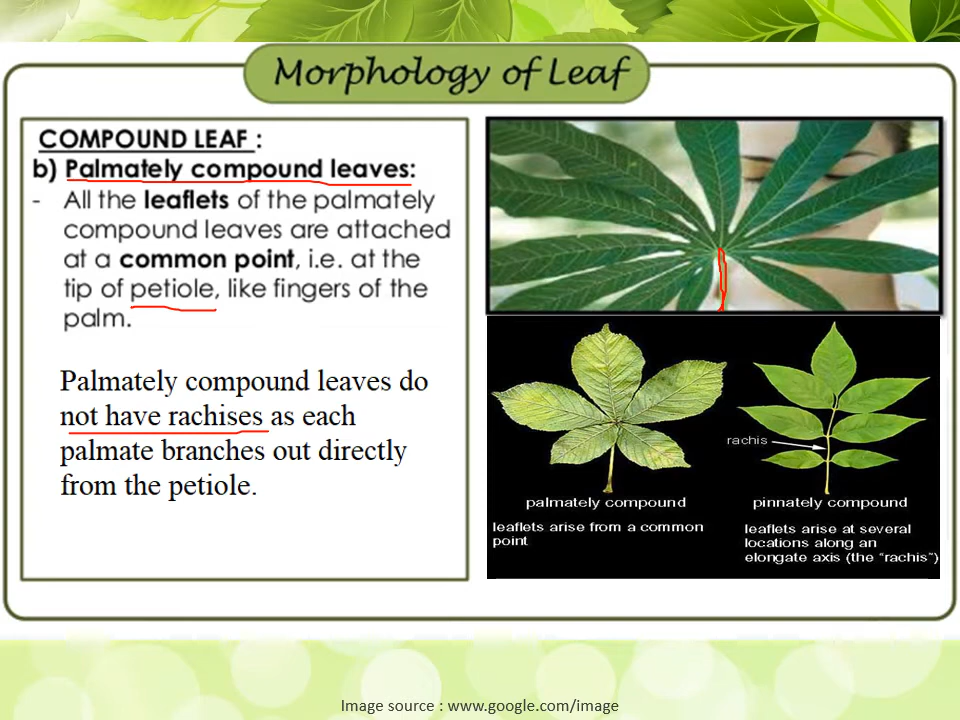 Morphology of Leaf
COMPOUND LEAF :
b) Palmately compound leaves:
- All the leaflets of the palmately
compound leaves are attached
at a common point, i.e. at the
tip of petiole, like fingers of the
palm.
Palmately compound leaves do
not have rachises as each
palmate branches out directly
from the petiole.
rachis
palmately compound
leaflets arise from a common
point
pinnately compound
leaflets arise at several
locations along an
elongate axis (the "rachis")
Image source : www.google.com/image